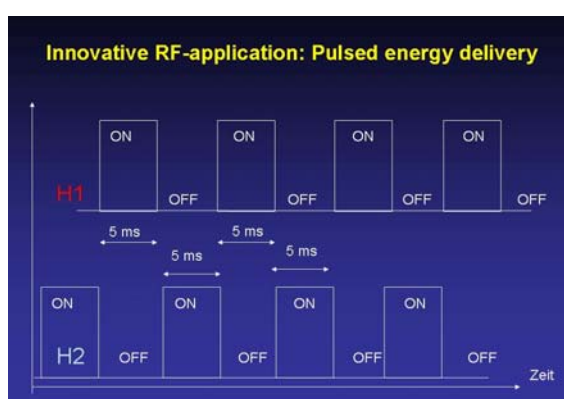 Innovative RF-application: Pulsed energy delivery
ON ON ON ON
H1 OFF OFF OFF OFF
5 ms 5 ms
5 ms 5 ms
ON ON ON ON
H2 OFF OFF OFF OFF
Zeit